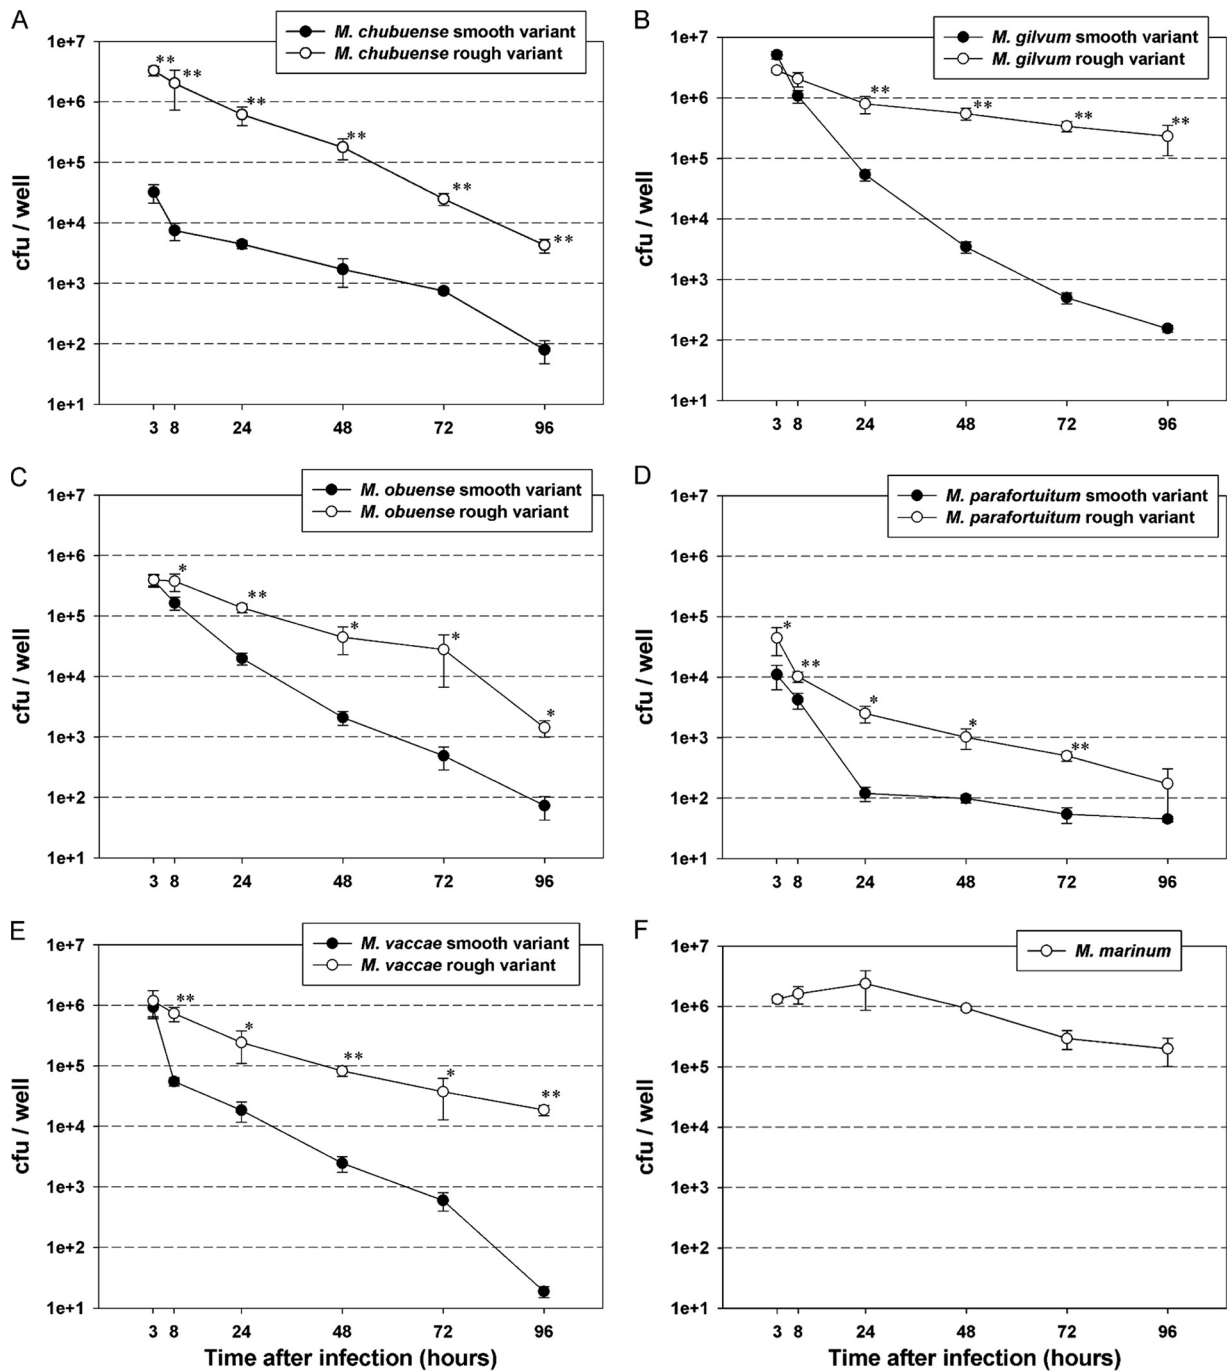 A
M. chubuense smooth variant
M. chubuense rough variant
1e+7
1e+6
1e+5
1e+4
1e+3
1e+2
1e+1
cfu / well
** ** ** ** ** **
3 8 24 48 72 96
B
M. gilvum smooth variant
M. gilvum rough variant
1e+7
1e+6
1e+5
1e+4
1e+3
1e+2
1e+1
cfu / well
** ** ** **
3 8 24 48 72 96
C
M. obuense smooth variant
M. obuense rough variant
1e+7
1e+6
1e+5
1e+4
1e+3
1e+2
1e+1
cfu / well
* ** * * *
3 8 24 48 72 96
D
M. parafortuitum smooth variant
M. parafortuitum rough variant
1e+7
1e+6
1e+5
1e+4
1e+3
1e+2
1e+1
cfu / well
* ** * * **
3 8 24 48 72 96
E
M. vaccae smooth variant
M. vaccae rough variant
1e+7
1e+6
1e+5
1e+4
1e+3
1e+2
1e+1
cfu / well
** * ** * **
3 8 24 48 72 96
Time after infection (hours)
F
M. marinum
1e+7
1e+6
1e+5
1e+4
1e+3
1e+2
1e+1
cfu / well
3 8 24 48 72 96
Time after infection (hours)